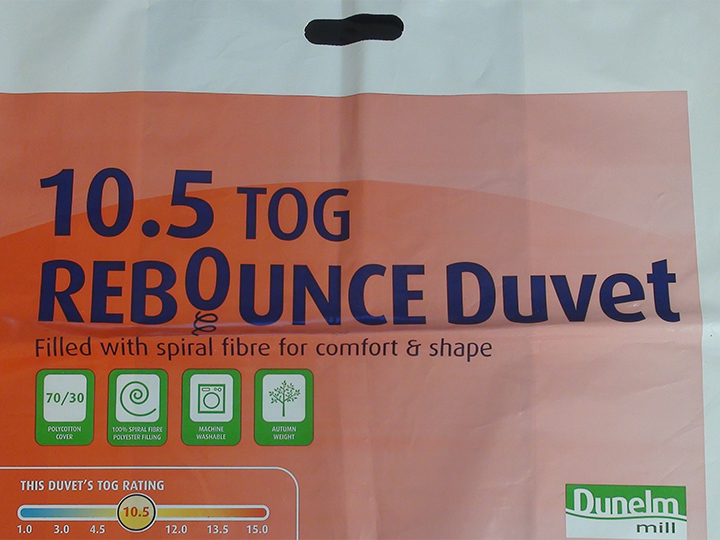 10.5 TOG
REBOUNCE Duvet
Filled with spiral fibre for comfort & shape
70/30
POLYCOTTON
COVER
100% SPIRAL FIBRE
POLYESTER FILLING
MACHINE
WASHABLE
AUTUMN
WEIGHT
THIS DUVET'S TOG RATING
1.0 3.0 4.5 10.5 12.0 13.5 15.0
Dunelm
mill